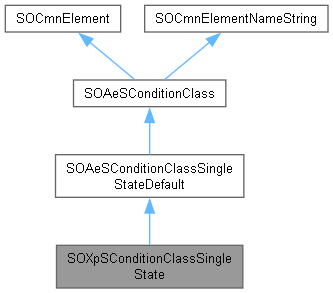 SOCmnElement
SOCmnElementNameString
SOAeSConditionClass
SOAeSConditionClassSingle
StateDefault
SOXpSConditionClassSingle
State